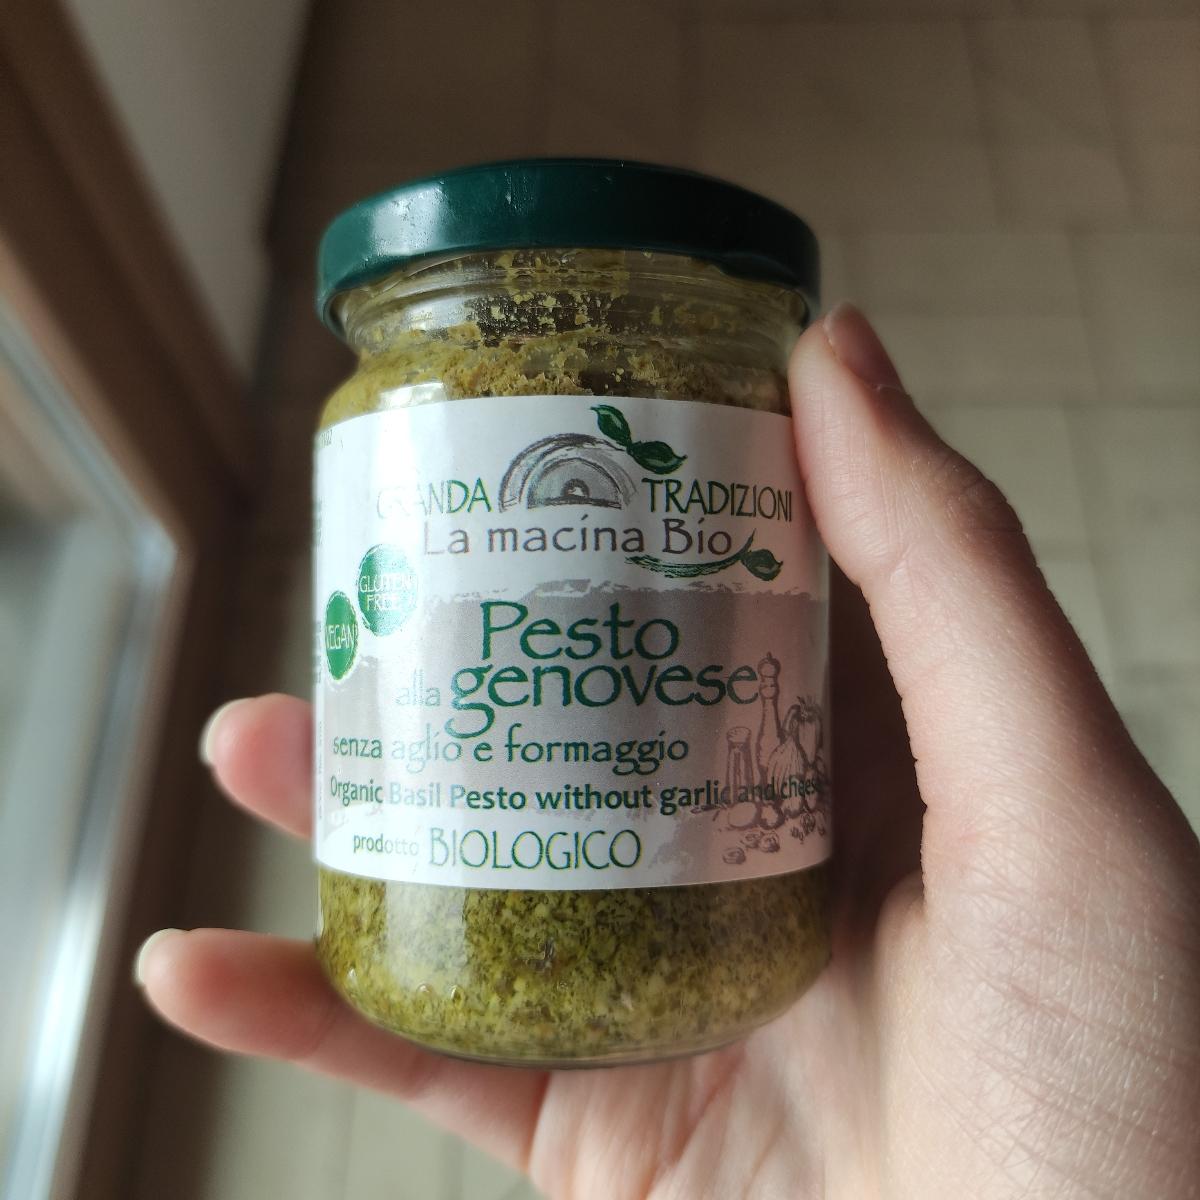 GRANDA TRADIZIONI
La macina Bio
GLUTEN
FREE
VEGAN
Pesto
alla genovese
senza aglio e formaggio
Organic Basil Pesto without garlic and cheese
prodotto BIOLOGICO